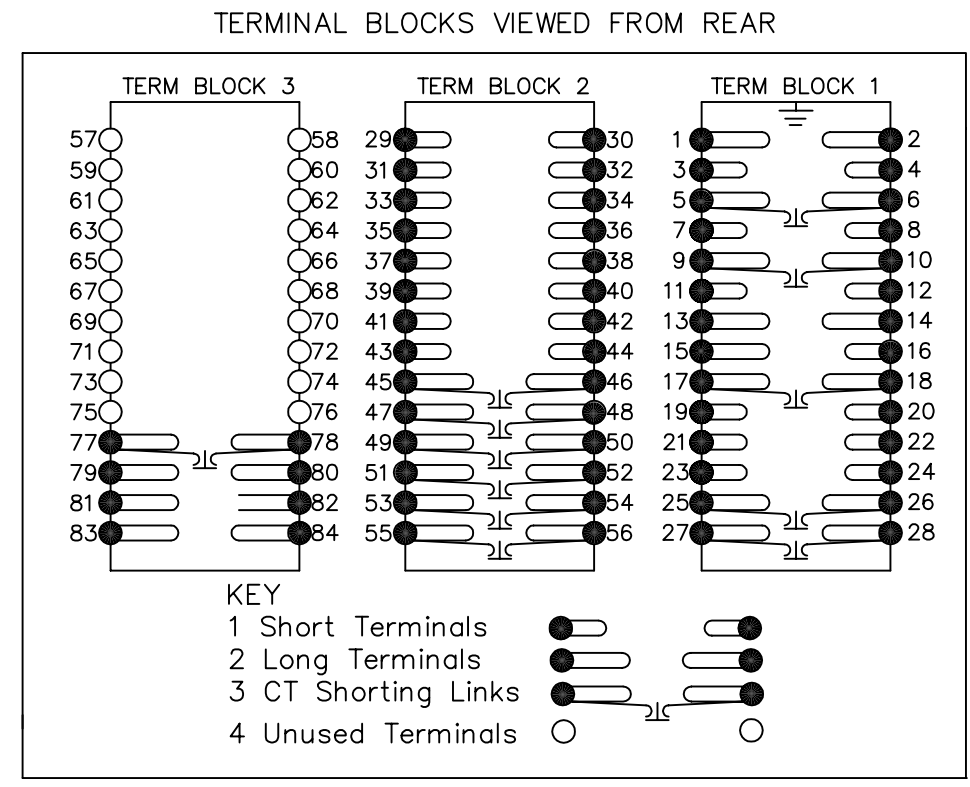 TERMINAL BLOCKS VIEWED FROM REAR
TERM BLOCK 3 TERM BLOCK 2 TERM BLOCK 1
57 58 29 30 1 2
59 60 31 32 3 4
61 62 33 34 5 6
63 64 35 36 7 8
65 66 37 38 9 10
67 68 39 40 11 12
69 70 41 42 13 14
71 72 43 44 15 16
73 74 45 46 17 18
75 76 47 48 19 20
77 78 49 50 21 22
79 80 51 52 23 24
81 82 53 54 25 26
83 84 55 56 27 28
KEY
1 Short Terminals
2 Long Terminals
3 CT Shorting Links
4 Unused Terminals